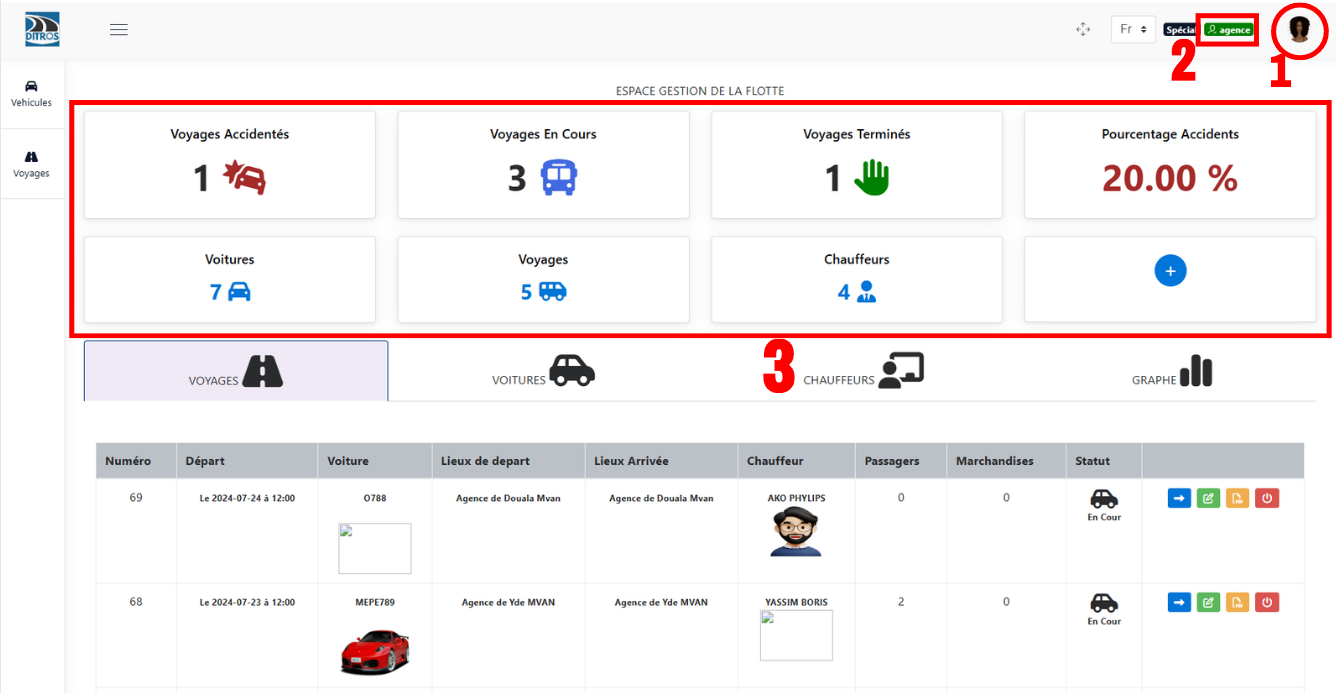 DITROS
Fr
Spécial
agence
2
1
Vehicules
Voyages
ESPACE GESTION DE LA FLOTTE
Voyages Accidentés
1
Voyages En Cours
3
Voyages Terminés
1
Pourcentage Accidents
20.00 %
Voitures
7
Voyages
5
Chauffeurs
4
+
3
VOYAGES
VOITURES
CHAUFFEURS
GRAPHE
Numéro Départ Voiture Lieux de depart Lieux Arrivée Chauffeur Passagers Marchandises Statut
69 Le 2024-07-24 à 12:00 O788 Agence de Douala Mvan Agence de Douala Mvan AKO PHYLIPS 0 0
En Cour
68 Le 2024-07-23 à 12:00 MEPE789 Agence de Yde MVAN Agence de Yde MVAN YASSIM BORIS 2 0
En Cour